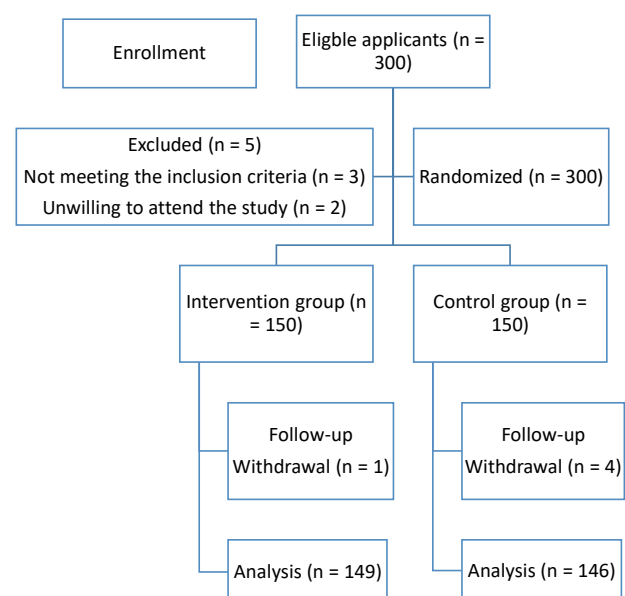 Enrollment
Eligble applicants (n =
300)
Excluded (n = 5)
Not meeting the inclusion criteria (n = 3)
Unwilling to attend the study (n = 2)
Randomized (n = 300)
Intervention group (n
= 150)
Control group (n =
150)
Follow-up
Withdrawal (n = 1)
Follow-up
Withdrawal (n = 4)
Analysis (n = 149)
Analysis (n = 146)